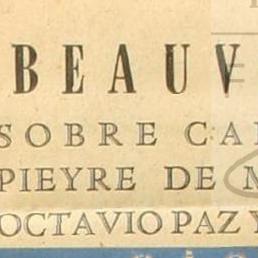 BEAUV
SOBRE CA
PIEYRE DE M
OCTAVIO PAZ Y